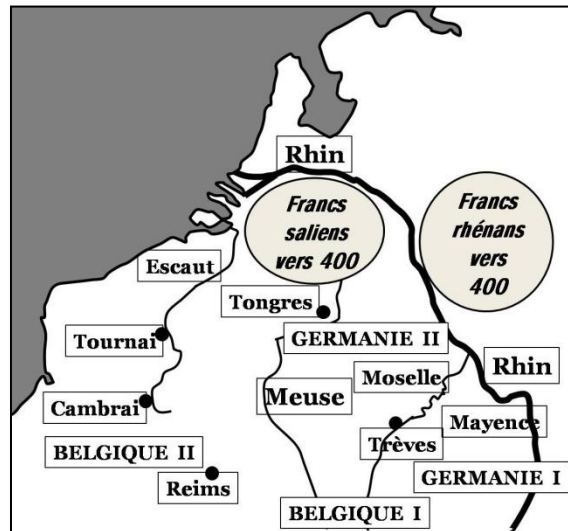 Rhin
Francs
saliens
vers 400
Francs
rhénans
vers
400
Escaut
Tongres
Tournai
GERMANIE II
Rhin
Moselle
Meuse
Cambrai
Mayence
Trèves
BELGIQUE II
GERMANIE I
Reims
BELGIQUE I